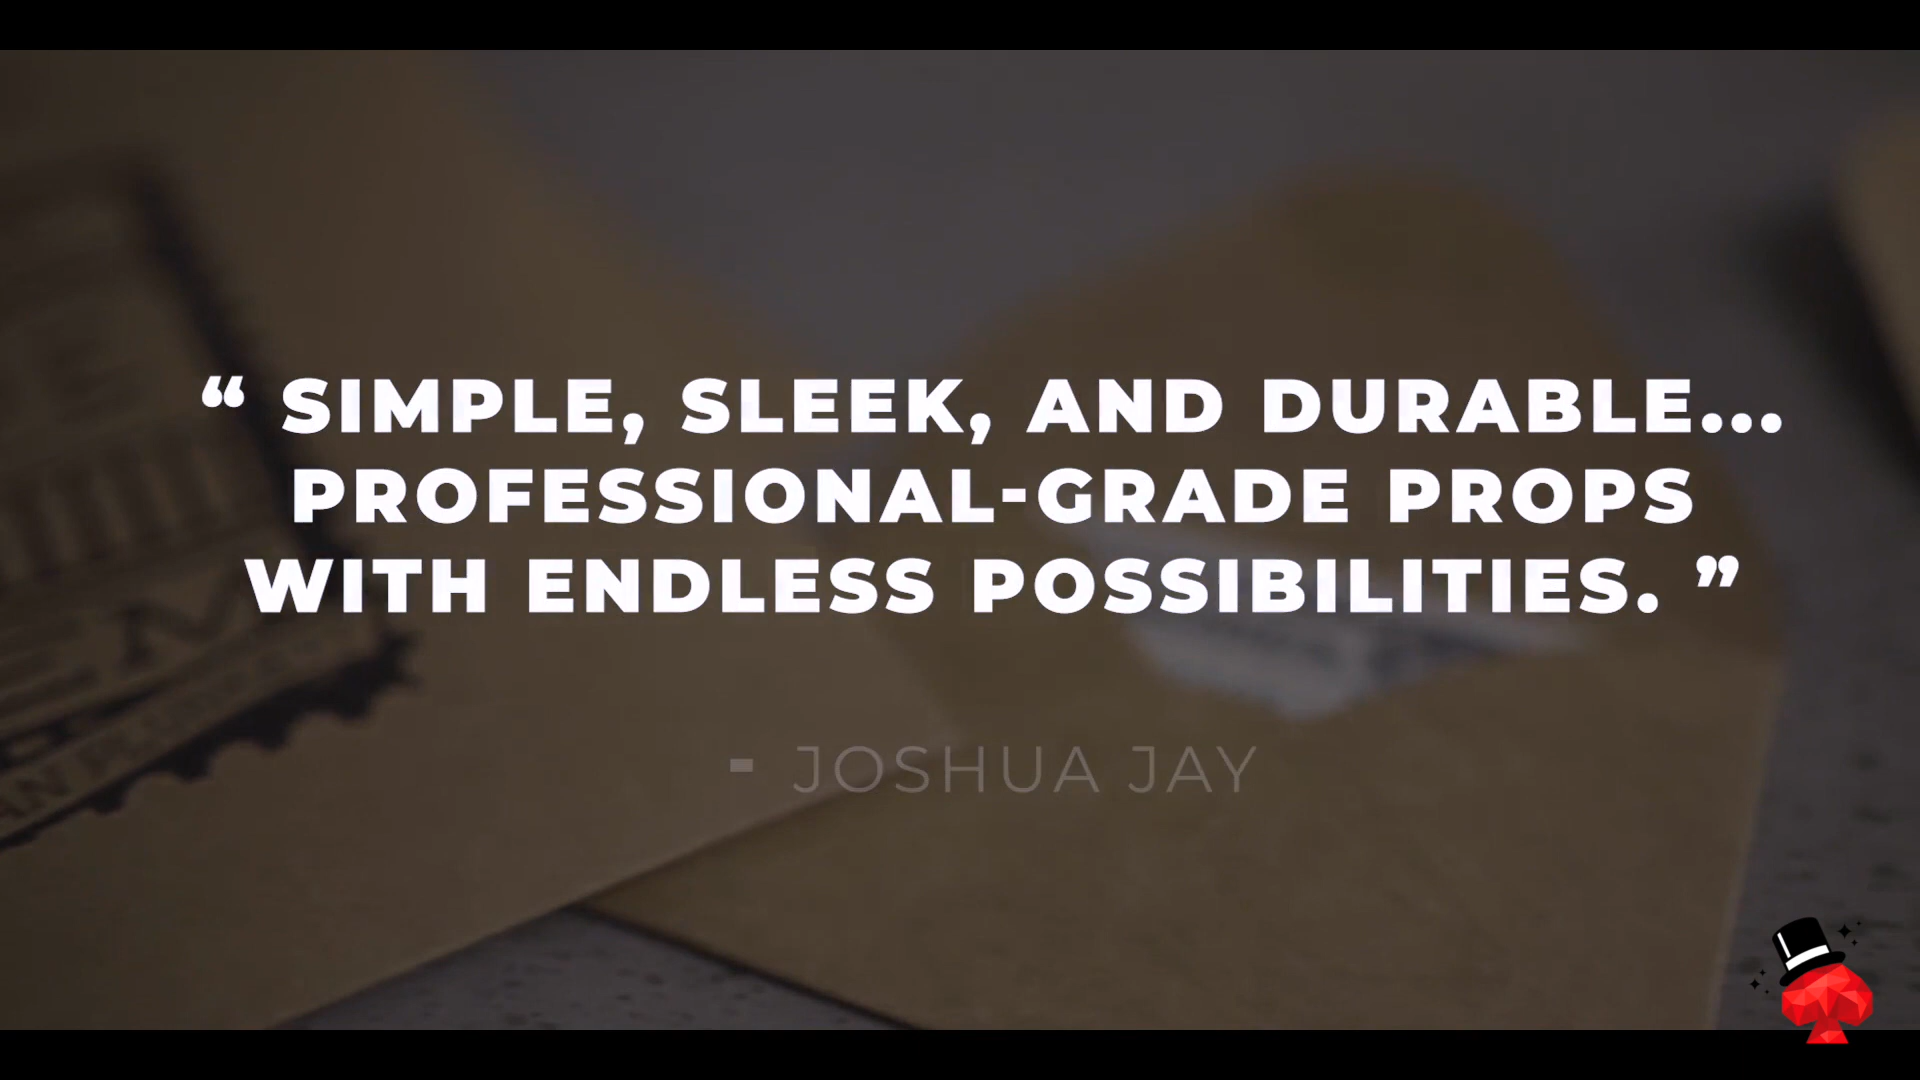 “ SIMPLE, SLEEK, AND DURABLE...
PROFESSIONAL-GRADE PROPS
WITH ENDLESS POSSIBILITIES. ”
- JOSHUA JAY